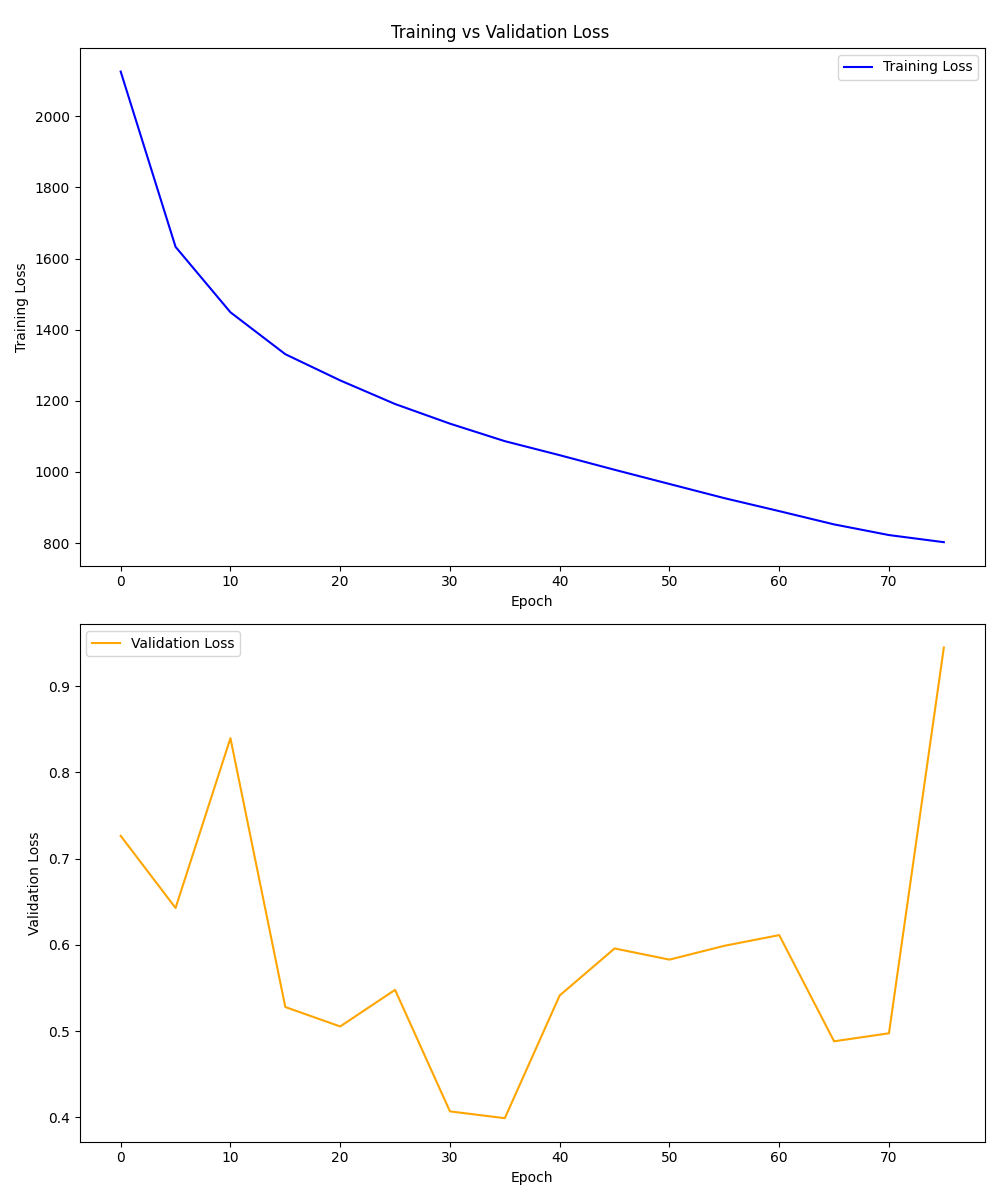 Training vs Validation Loss
Training Loss
2000
1800
1600
1400
1200
1000
800
Training Loss
0 10 20 30 40 50 60 70
Epoch
Validation Loss
0.9
0.8
0.7
0.6
0.5
0.4
Validation Loss
0 10 20 30 40 50 60 70
Epoch